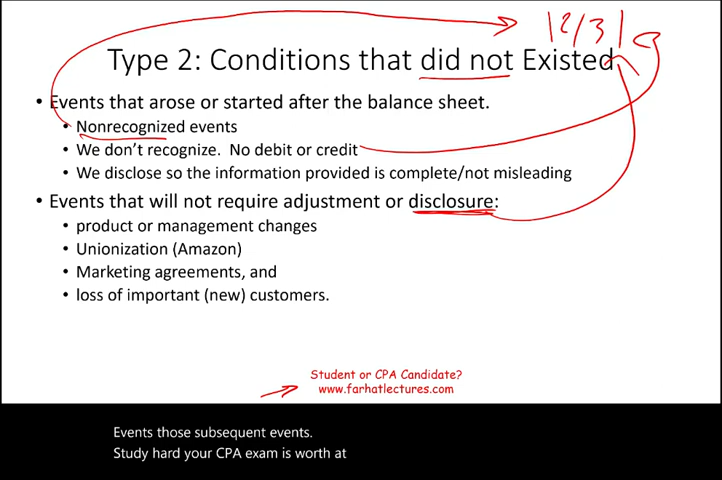 12/31
Type 2: Conditions that did not Existed
• Events that arose or started after the balance sheet.
• Nonrecognized events
• We don't recognize. No debit or credit
• We disclose so the information provided is complete/not misleading
• Events that will not require adjustment or disclosure:
• product or management changes
• Unionization (Amazon)
• Marketing agreements, and
• loss of important (new) customers.
Student or CPA Candidate?
www.farhatlectures.com
Events those subsequent events.
Study hard your CPA exam is worth at